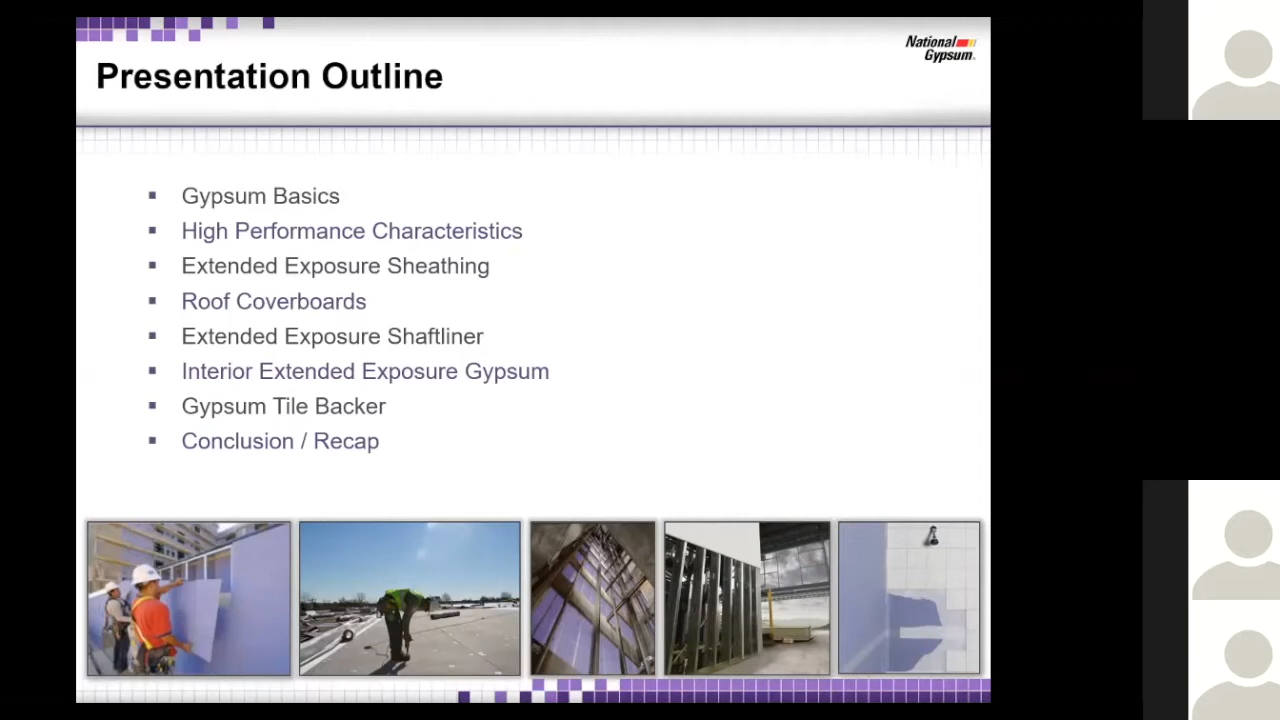 National
Gypsum
Presentation Outline
Gypsum Basics
High Performance Characteristics
Extended Exposure Sheathing
Roof Coverboards
Extended Exposure Shaftliner
Interior Extended Exposure Gypsum
Gypsum Tile Backer
Conclusion / Recap